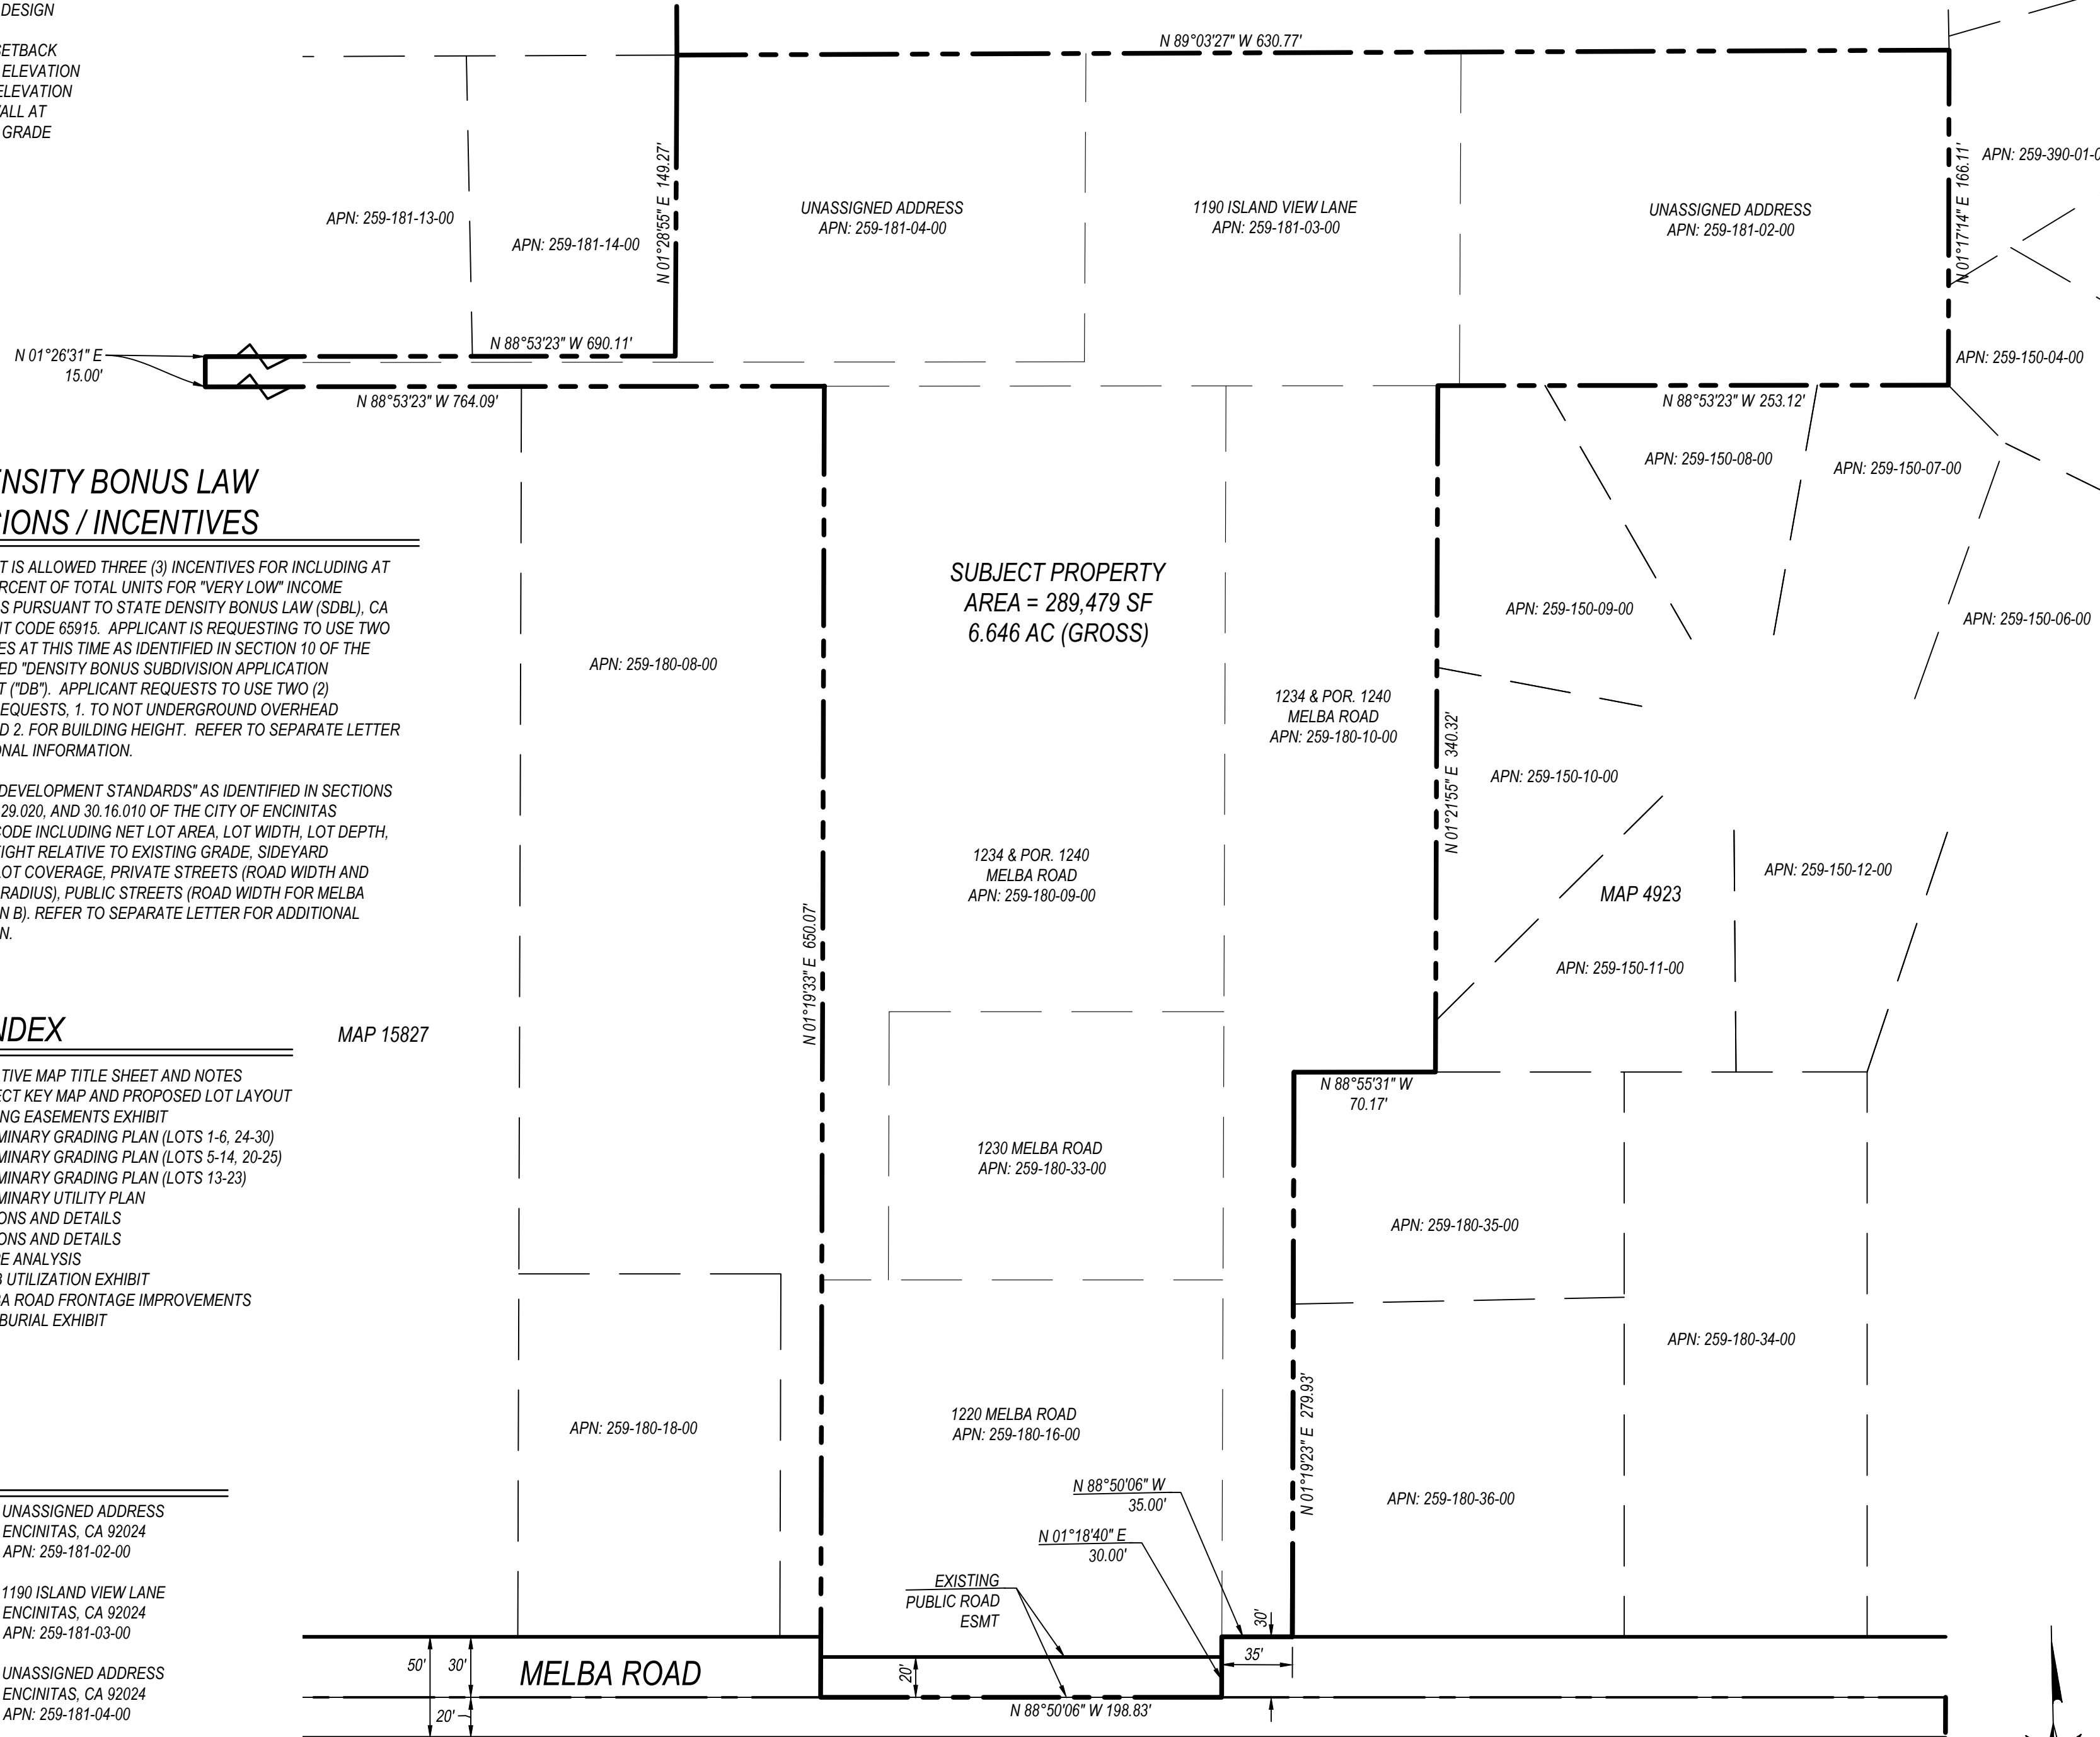 DESIGN
SETBACK
ELEVATION
ELEVATION
WALL AT
GRADE
ENSITY BONUS LAW
SIONS / INCENTIVES
T IS ALLOWED THREE (3) INCENTIVES FOR INCLUDING AT
ERCENT OF TOTAL UNITS FOR "VERY LOW" INCOME
S PURSUANT TO STATE DENSITY BONUS LAW (SDBL), CA
T CODE 65915. APPLICANT IS REQUESTING TO USE TWO
ES AT THIS TIME AS IDENTIFIED IN SECTION 10 OF THE
ED "DENSITY BONUS SUBDIVISION APPLICATION
T ("DB"). APPLICANT REQUESTS TO USE TWO (2)
EQUESTS, 1. TO NOT UNDERGROUND OVERHEAD
D 2. FOR BUILDING HEIGHT. REFER TO SEPARATE LETTER
ONAL INFORMATION.
DEVELOPMENT STANDARDS" AS IDENTIFIED IN SECTIONS
29.020, AND 30.16.010 OF THE CITY OF ENCINITAS
CODE INCLUDING NET LOT AREA, LOT WIDTH, LOT DEPTH,
IGHT RELATIVE TO EXISTING GRADE, SIDEYARD
LOT COVERAGE, PRIVATE STREETS (ROAD WIDTH AND
RADIUS), PUBLIC STREETS (ROAD WIDTH FOR MELBA
N B). REFER TO SEPARATE LETTER FOR ADDITIONAL
N.
NDEX
TIVE MAP TITLE SHEET AND NOTES
ECT KEY MAP AND PROPOSED LOT LAYOUT
NG EASEMENTS EXHIBIT
MINARY GRADING PLAN (LOTS 1-6, 24-30)
MINARY GRADING PLAN (LOTS 5-14, 20-25)
MINARY GRADING PLAN (LOTS 13-23)
MINARY UTILITY PLAN
ONS AND DETAILS
ONS AND DETAILS
E ANALYSIS
B UTILIZATION EXHIBIT
BA ROAD FRONTAGE IMPROVEMENTS
BURIAL EXHIBIT
UNASSIGNED ADDRESS
ENCINITAS, CA 92024
APN: 259-181-02-00
1190 ISLAND VIEW LANE
ENCINITAS, CA 92024
APN: 259-181-03-00
UNASSIGNED ADDRESS
ENCINITAS, CA 92024
APN: 259-181-04-00
N 89°03'27" W 630.77'
APN: 259-181-13-00
APN: 259-181-14-00
N 01°28'55" E 149.27'
UNASSIGNED ADDRESS
APN: 259-181-04-00
1190 ISLAND VIEW LANE
APN: 259-181-03-00
UNASSIGNED ADDRESS
APN: 259-181-02-00
N 01°17'14" E 166.11'
APN: 259-390-01-0
APN: 259-150-04-00
N 01°26'31" E
15.00'
N 88°53'23" W 690.11'
N 88°53'23" W 764.09'
N 88°53'23" W 253.12'
APN: 259-150-08-00
APN: 259-150-07-00
SUBJECT PROPERTY
AREA = 289,479 SF
6.646 AC (GROSS)
APN: 259-150-09-00
APN: 259-150-06-00
APN: 259-180-08-00
1234 & POR. 1240
MELBA ROAD
APN: 259-180-10-00
N 01°21'55" E 340.32'
APN: 259-150-10-00
1234 & POR. 1240
MELBA ROAD
APN: 259-180-09-00
APN: 259-150-12-00
MAP 4923
N 01°19'33" E 650.07'
APN: 259-150-11-00
MAP 15827
N 88°55'31" W
70.17'
1230 MELBA ROAD
APN: 259-180-33-00
APN: 259-180-35-00
APN: 259-180-34-00
APN: 259-180-18-00
1220 MELBA ROAD
APN: 259-180-16-00
N 01°19'23" E 279.93'
N 88°50'06" W
35.00'
APN: 259-180-36-00
N 01°18'40" E
30.00'
EXISTING
PUBLIC ROAD
ESMT
30'
50'
30'
MELBA ROAD
20'
35'
N 88°50'06" W 198.83'
20'